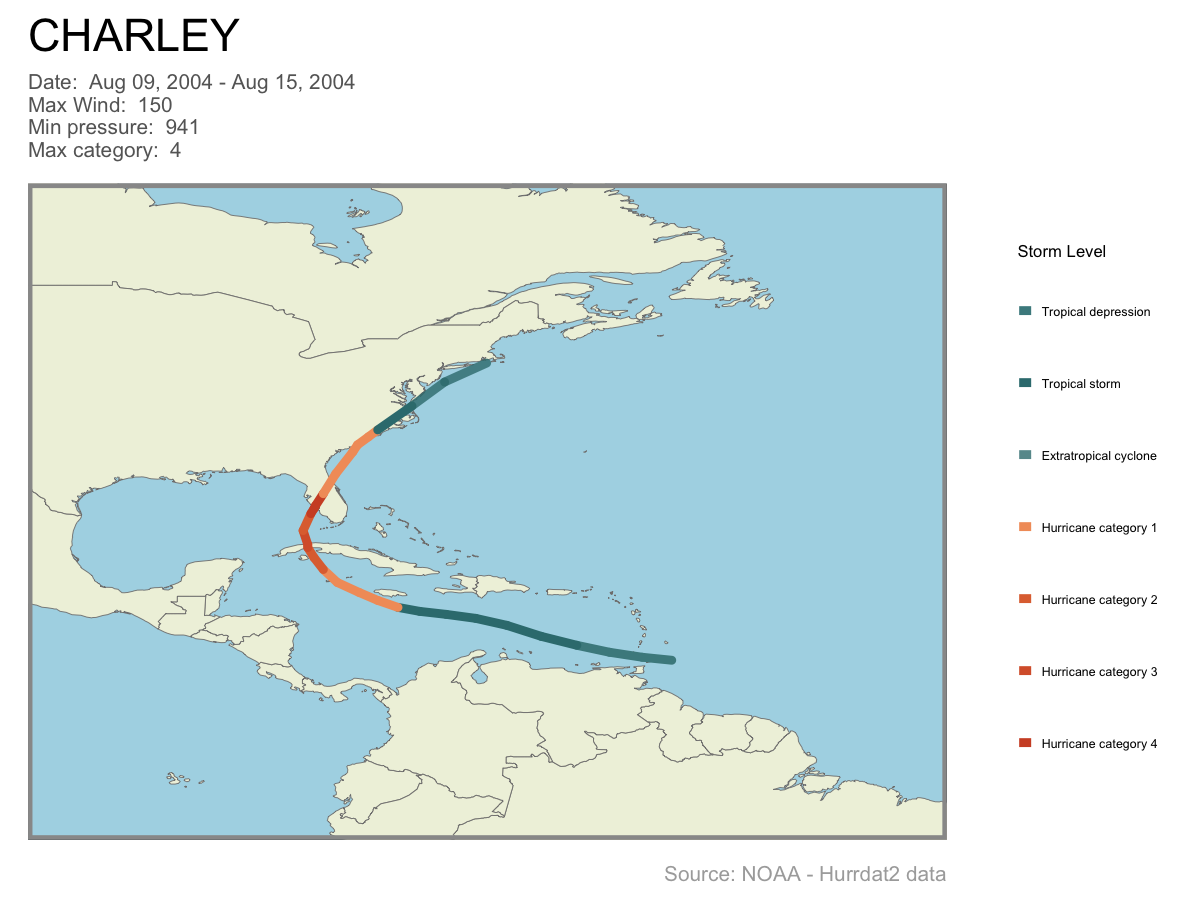 CHARLEY
Date:  Aug 09, 2004 - Aug 15, 2004
Max Wind:  150
Min pressure:  941
Max category:  4
Storm Level
Tropical depression
Tropical storm
Extratropical cyclone
Hurricane category 1
Hurricane category 2
Hurricane category 3
Hurricane category 4
Source: NOAA - Hurrdat2 data